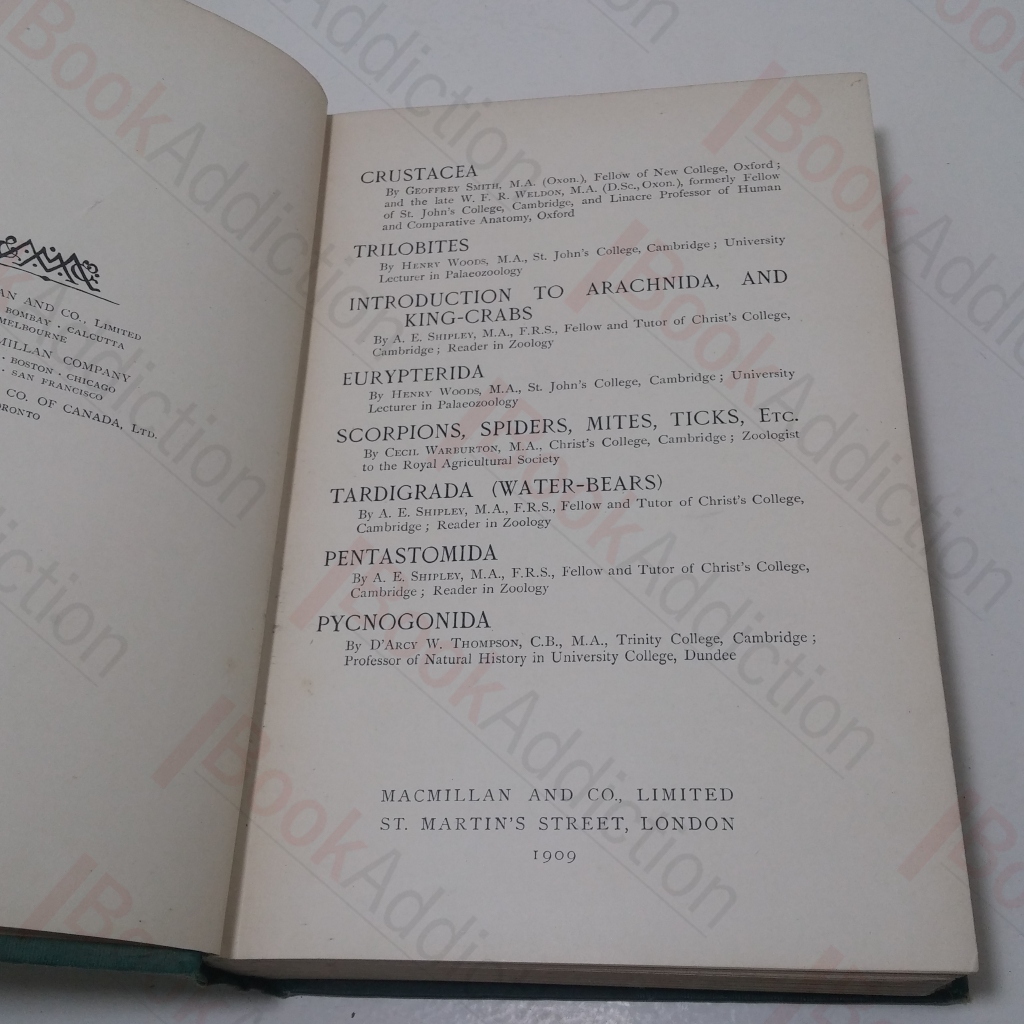 AN AND CO., LIMITED
BOMBAY · CALCUTTA
MELBOURNE
MILLAN COMPANY
· BOSTON · CHICAGO
· SAN FRANCISCO
CO. OF CANADA, LTD.
ORONTO
CRUSTACEA
By GEOFFREY SMITH, M.A. (Oxon.), Fellow of New College, Oxford;
and the late W. F. R. WELDON, M.A. (D.Sc., Oxon.), formerly Fellow
of St. John's College, Cambridge, and Linacre Professor of Human
and Comparative Anatomy, Oxford
TRILOBITES
By HENRY WOODS, M.A., St. John's College, Cambridge; University
Lecturer in Palaeozoology
INTRODUCTION TO ARACHNIDA, AND
KING-CRABS
By A. E. SHIPLEY, M.A., F.R.S., Fellow and Tutor of Christ's College,
Cambridge; Reader in Zoology
EURYPTERIDA
By HENRY WOODS, M.A., St. John's College, Cambridge; University
Lecturer in Palaeozoology
SCORPIONS, SPIDERS, MITES, TICKS, ETC.
By CECIL WARBURTON, M.A., Christ's College, Cambridge; Zoologist
to the Royal Agricultural Society
TARDIGRADA (WATER-BEARS)
By A. E. SHIPLEY, M.A., F.R.S., Fellow and Tutor of Christ's College,
Cambridge; Reader in Zoology
PENTASTOMIDA
By A. E. SHIPLEY, M.A., F.R.S., Fellow and Tutor of Christ's College,
Cambridge; Reader in Zoology
PYCNOGONIDA
By D'ARCY W. THOMPSON, C.B., M.A., Trinity College, Cambridge;
Professor of Natural History in University College, Dundee
MACMILLAN AND CO., LIMITED
ST. MARTIN'S STREET, LONDON
1909
BookAddiction